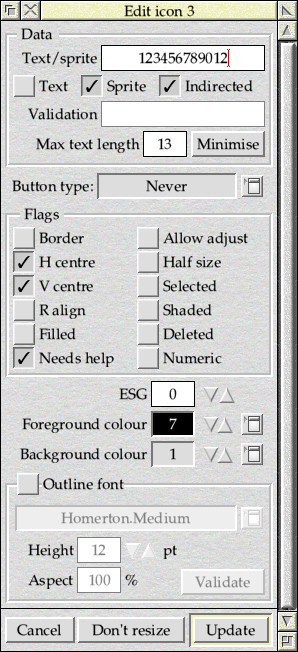 Edit icon 3
Data
Text/sprite 123456789012
Text Sprite Indirected
Validation
Max text length 13 Minimise
Button type: Never
Flags
Border Allow adjust
H centre Half size
V centre Selected
R align Shaded
Filled Deleted
Needs help Numeric
ESG 0
Foreground colour 7
Background colour 1
Outline font
Homerton.Medium
Height 12 pt
Aspect 100 % Validate
Cancel Don't resize Update